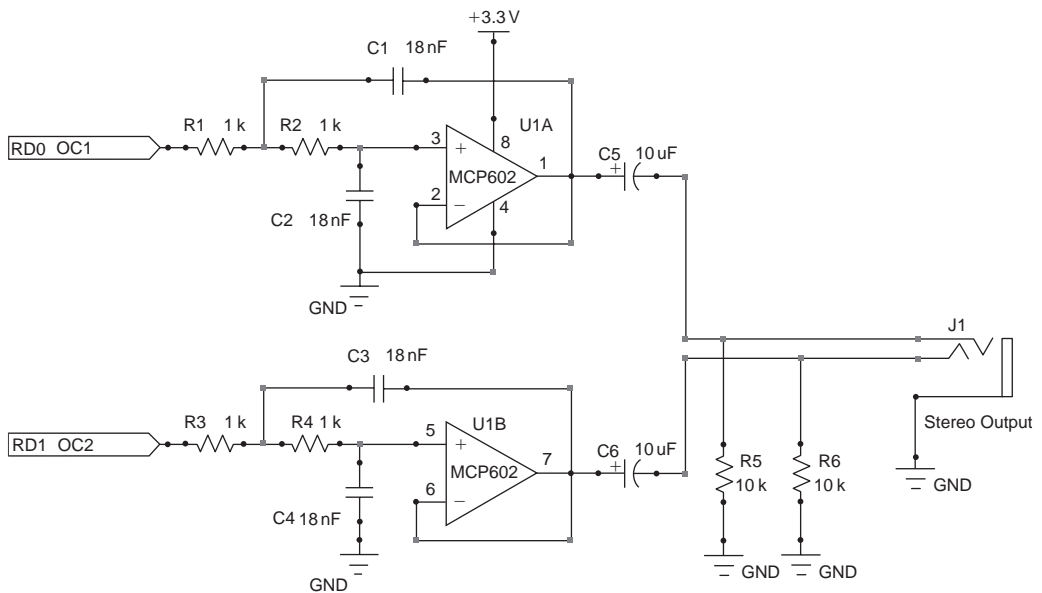 +3.3 V
C1 18 nF
R1 1 k R2 1 k
U1A
RD0 OC1
3 + 8
MCP602
1
2 −
4
C5 10 uF
+
C2 18 nF
GND
J1
Stereo Output
GND
C3 18 nF
R3 1 k R4 1 k
U1B
RD1 OC2
5 +
MCP602
7
6 −
C6 10 uF
+
C4 18 nF
GND
R5
10 k
GND
R6
10 k
GND